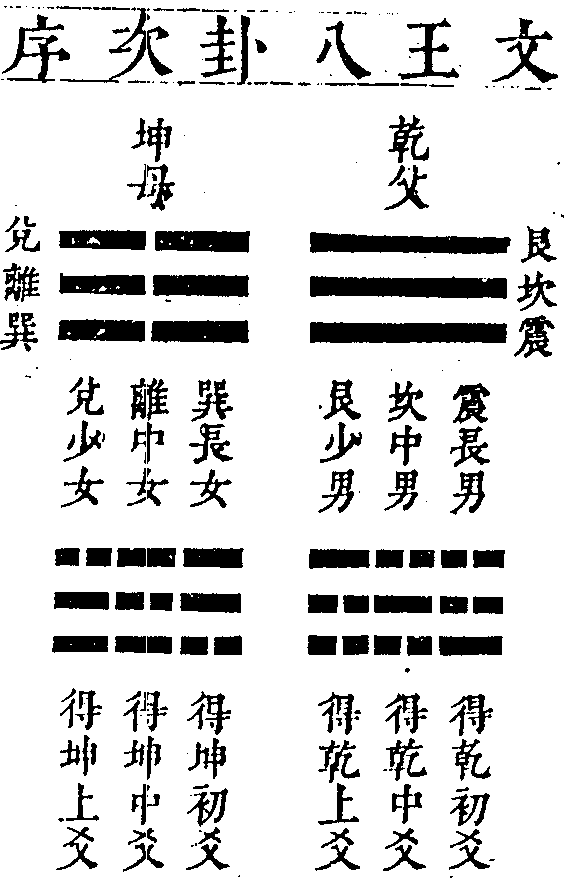 文王八卦次序
乾父
坤母
艮坎震
兌離巽
震長男
坎中男
艮少男
巽長女
離中女
兌少女
得乾初爻
得乾中爻
得乾上爻
得坤初爻
得坤中爻
得坤上爻